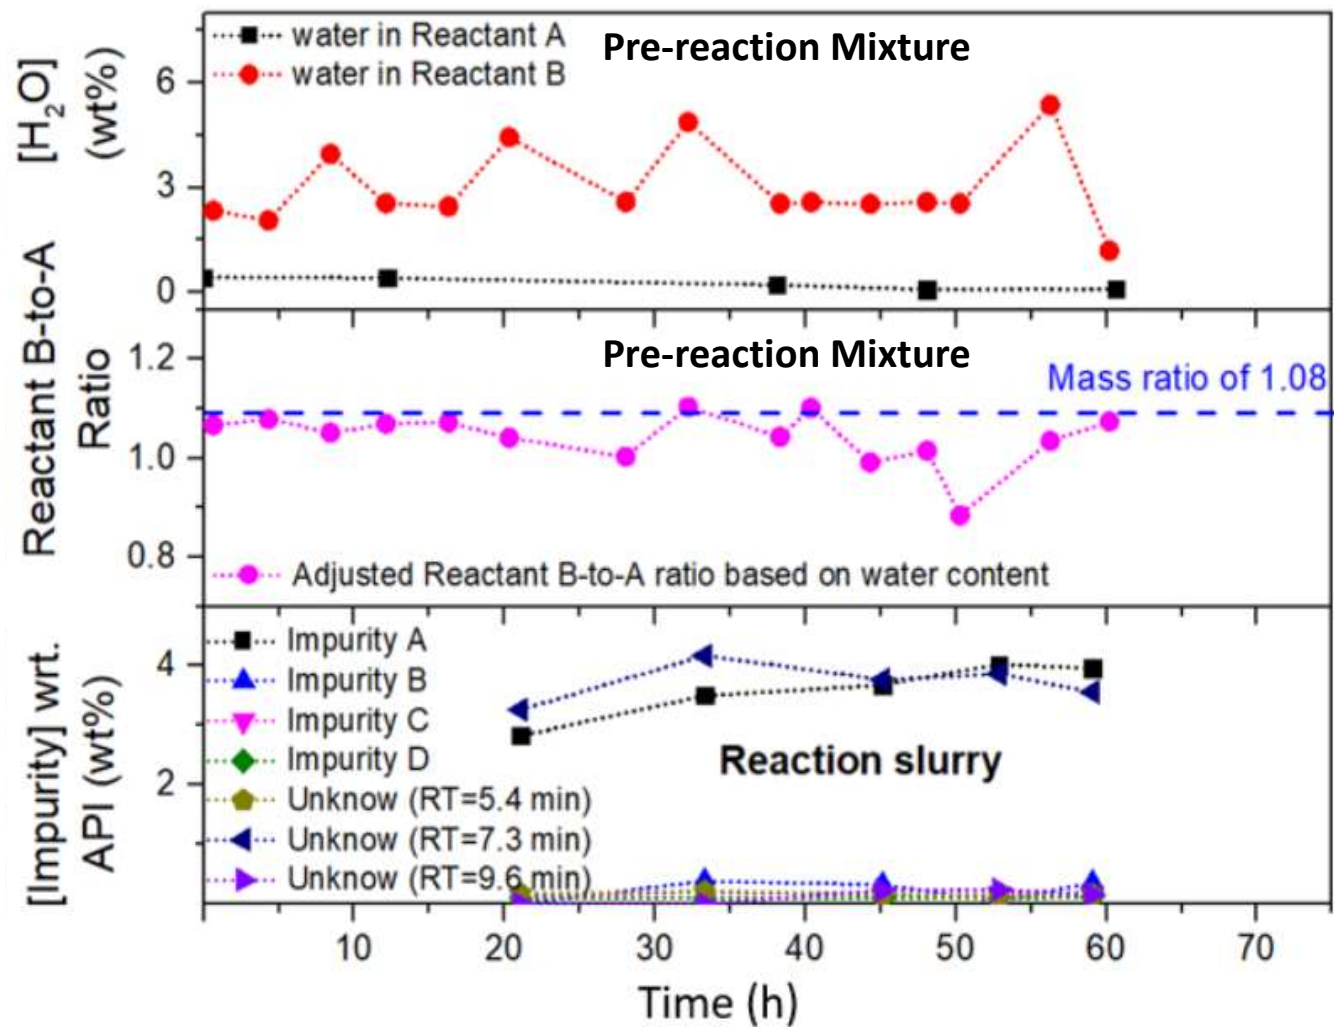 [H2O]
(wt%)
6
3
0
water in Reactant A
water in Reactant B
Pre-reaction Mixture
Reactant B-to-A
Ratio
1.2
1.0
0.8
Pre-reaction Mixture
Mass ratio of 1.08
Adjusted Reactant B-to-A ratio based on water content
[Impurity] wrt.
API (wt%)
4
2
Impurity A
Impurity B
Impurity C
Impurity D
Unknow (RT=5.4 min)
Unknow (RT=7.3 min)
Unknow (RT=9.6 min)
Reaction slurry
10 20 30 40 50 60 70
Time (h)